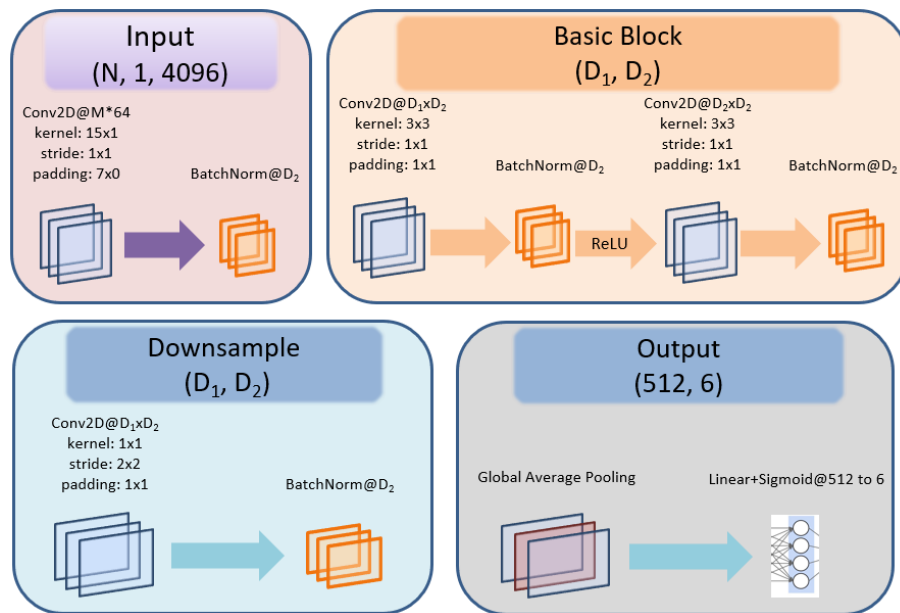 Input
(N, 1, 4096)
Conv2D@M*64
kernel: 15x1
stride: 1x1
padding: 7x0
BatchNorm@D₂
Basic Block
(D₁, D₂)
Conv2D@D₁xD₂
kernel: 3x3
stride: 1x1
padding: 1x1
BatchNorm@D₂
ReLU
Conv2D@D₂xD₂
kernel: 3x3
stride: 1x1
padding: 1x1
BatchNorm@D₂
Downsample
(D₁, D₂)
Conv2D@D₁xD₂
kernel: 1x1
stride: 2x2
padding: 1x1
BatchNorm@D₂
Output
(512, 6)
Global Average Pooling
Linear+Sigmoid@512 to 6